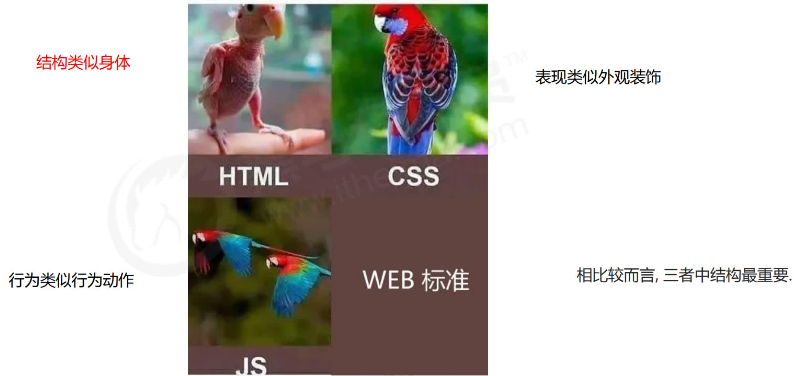 结构类似身体
表现类似外观装饰
HTML
CSS
行为类似行为动作
WEB 标准
相比较而言, 三者中结构最重要.
JS